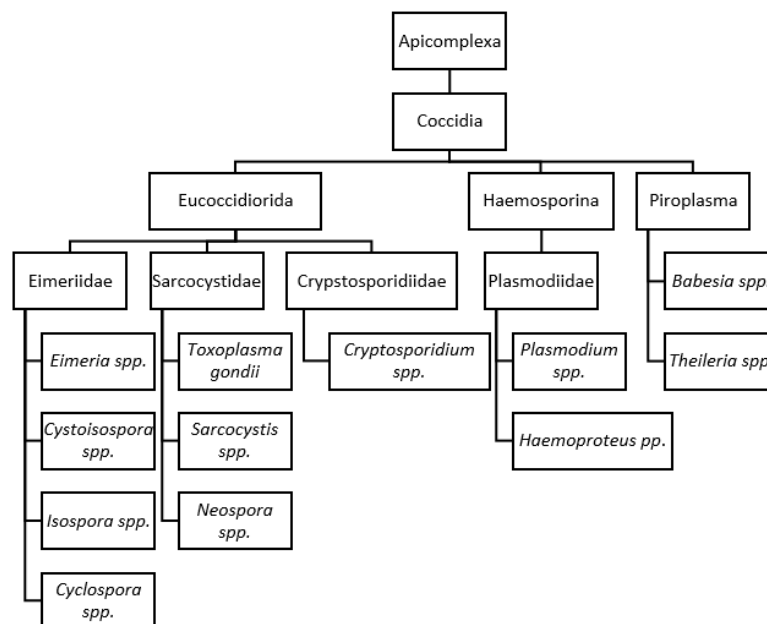 Apicomplexa
Coccidia
Eucoccidiorida
Haemosporina
Piroplasma
Eimeriidae
Sarcocystidae
Crypstosporidiidae
Plasmodiidae
Babesia spp.
Eimeria spp.
Toxoplasma
gondii
Cryptosporidium
spp.
Plasmodium
spp.
Theileria spp.
Cystoisospora
spp.
Sarcocystis
spp.
Haemoproteus pp.
Isospora spp.
Neospora
spp.
Cyclospora
spp.